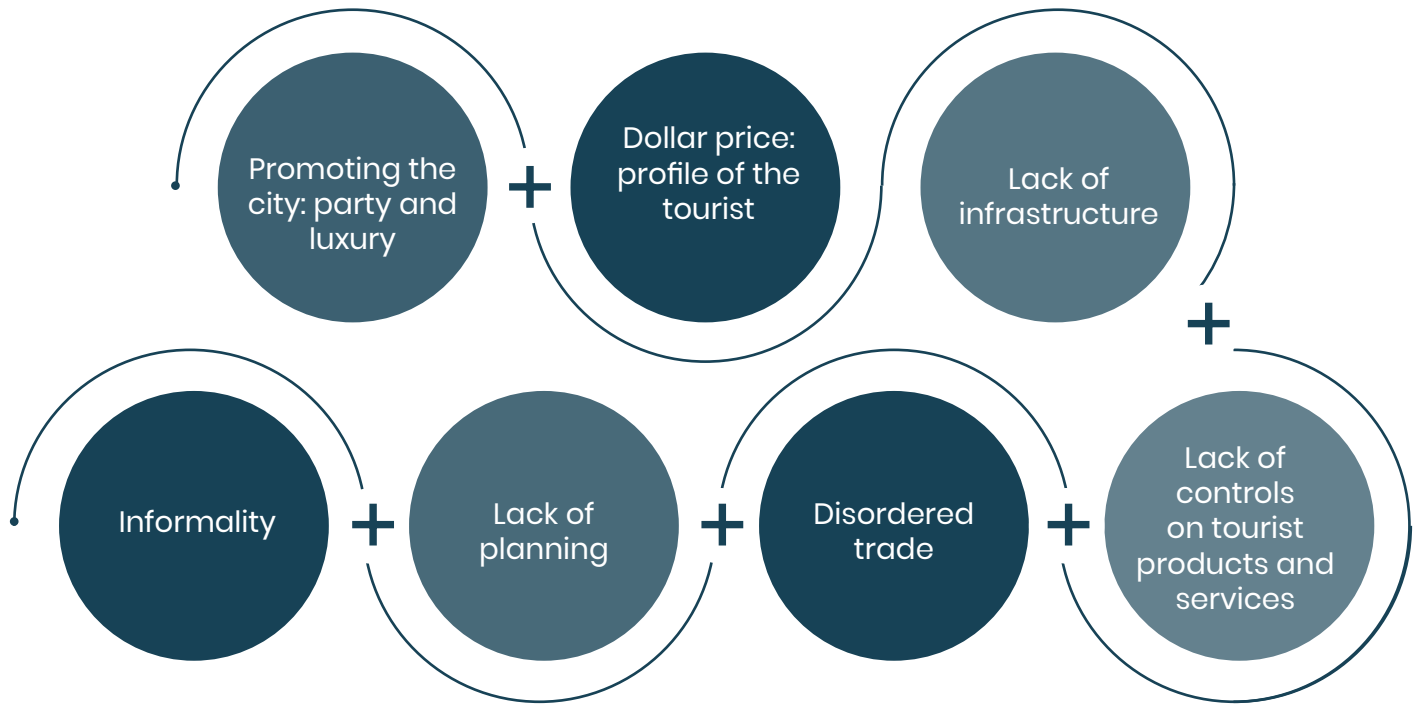 Promoting the
city: party and
luxury
+
Dollar price:
profile of the
tourist
Lack of
infrastructure
+
Informality
+
Lack of
planning
+
Disordered
trade
+
Lack of
controls
on tourist
products and
services